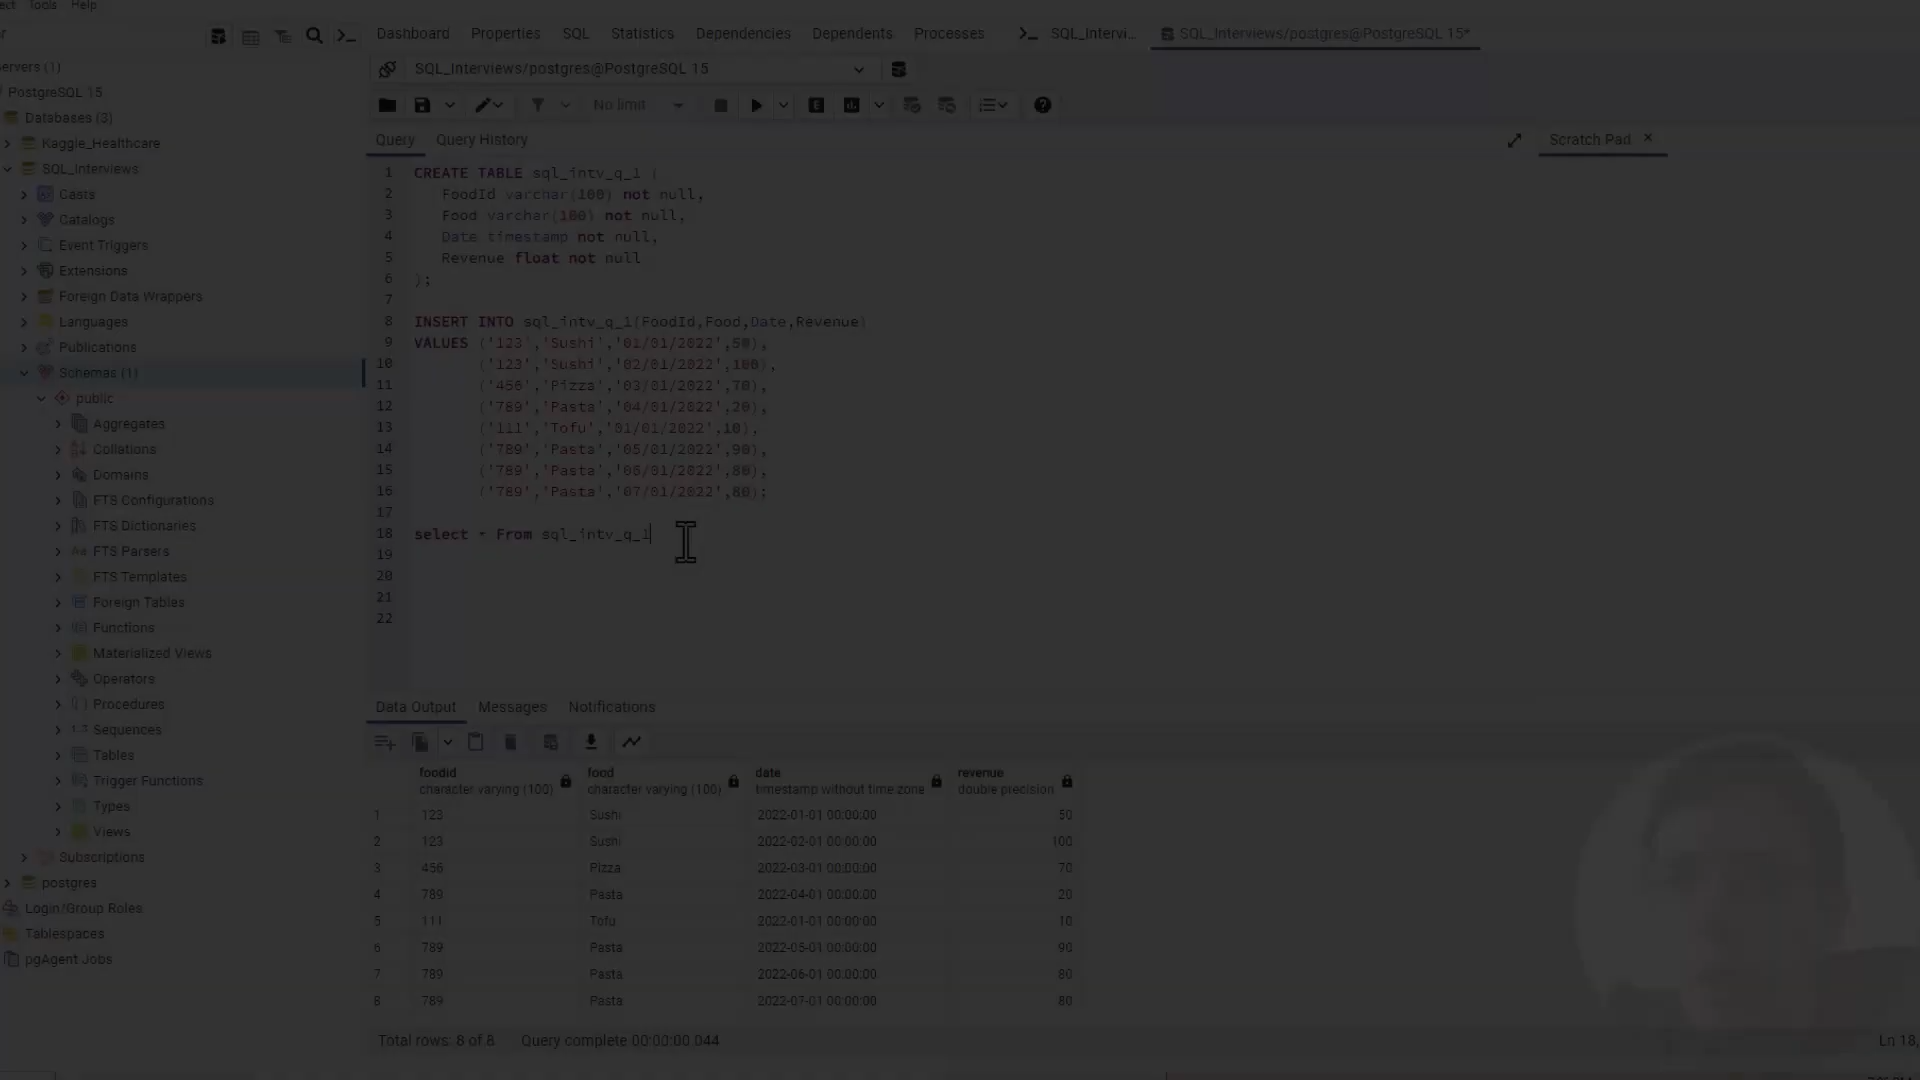 ect Tools Help
Dashboard Properties SQL Statistics Dependencies Dependents Processes SQL_Intervi... SQL_Interviews/postgres@PostgreSQL 15*
ervers (1)
SQL_Interviews/postgres@PostgreSQL 15
PostgreSQL 15
Databases (3)
No limit
Kaggle_Healthcare
Query Query History
Scratch Pad
SQL_Interviews
Casts
Catalogs
Event Triggers
Extensions
Foreign Data Wrappers
Languages
Publications
Schemas (1)
public
Aggregates
Collations
Domains
FTS Configurations
FTS Dictionaries
FTS Parsers
FTS Templates
Foreign Tables
Functions
Materialized Views
Operators
Procedures
1..3 Sequences
Tables
Trigger Functions
Types
Views
Subscriptions
postgres
Login/Group Roles
Tablespaces
pgAgent Jobs
1 CREATE TABLE sql_intv_q_1 (
2 FoodId varchar(100) not null,
3 Food varchar(100) not null,
4 Date timestamp not null,
5 Revenue float not null
6 );
7
8 INSERT INTO sql_intv_q_1(FoodId,Food,Date,Revenue)
9 VALUES ('123','Sushi','01/01/2022',50),
10 ('123','Sushi','02/01/2022',100),
11 ('456','Pizza','03/01/2022',70),
12 ('789','Pasta','04/01/2022',20),
13 ('111','Tofu','01/01/2022',10),
14 ('789','Pasta','05/01/2022',90),
15 ('789','Pasta','06/01/2022',80),
16 ('789','Pasta','07/01/2022',80);
17
18 select * From sql_intv_q_1
19
20
21
22
Data Output Messages Notifications
foodid food date revenue
character varying (100) character varying (100) timestamp without time zone double precision
1 123 Sushi 2022-01-01 00:00:00 50
2 123 Sushi 2022-02-01 00:00:00 100
3 456 Pizza 2022-03-01 00:00:00 70
4 789 Pasta 2022-04-01 00:00:00 20
5 111 Tofu 2022-01-01 00:00:00 10
6 789 Pasta 2022-05-01 00:00:00 90
7 789 Pasta 2022-06-01 00:00:00 80
8 789 Pasta 2022-07-01 00:00:00 80
Total rows: 8 of 8 Query complete 00:00:00.044
Ln 18,